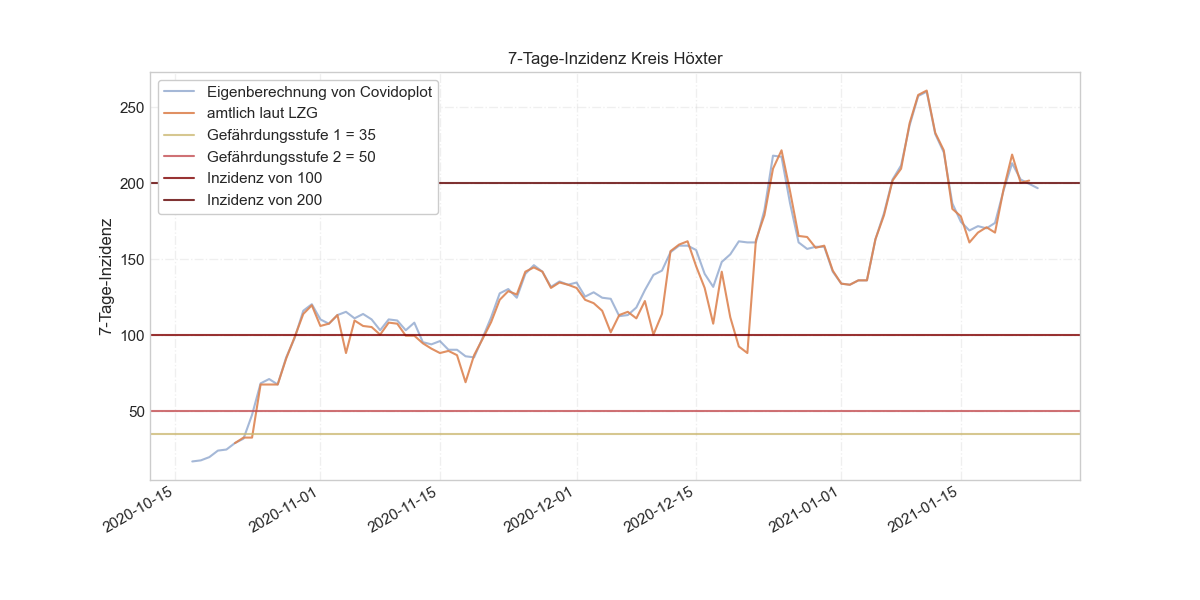 7-Tage-Inzidenz Kreis Höxter
Eigenberechnung von Covidoplot
amtlich laut LZG
Gefährdungsstufe 1 = 35
Gefährdungsstufe 2 = 50
Inzidenz von 100
Inzidenz von 200
7-Tage-Inzidenz
250
200
150
100
50
2020-10-15
2020-11-01
2020-11-15
2020-12-01
2020-12-15
2021-01-01
2021-01-15